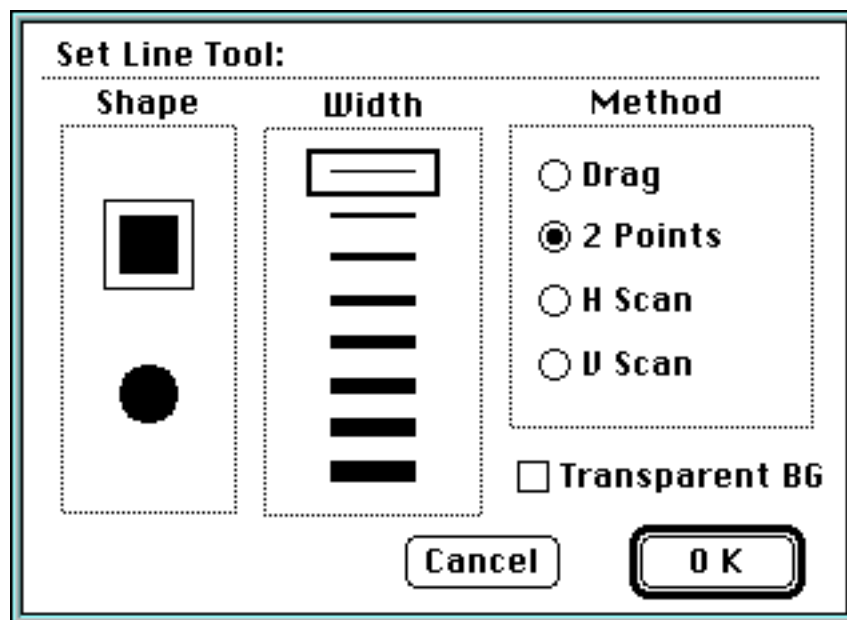 Set Line Tool:
Shape
Width
Method
Drag
2 Points
H Scan
V Scan
Transparent BG
Cancel
OK